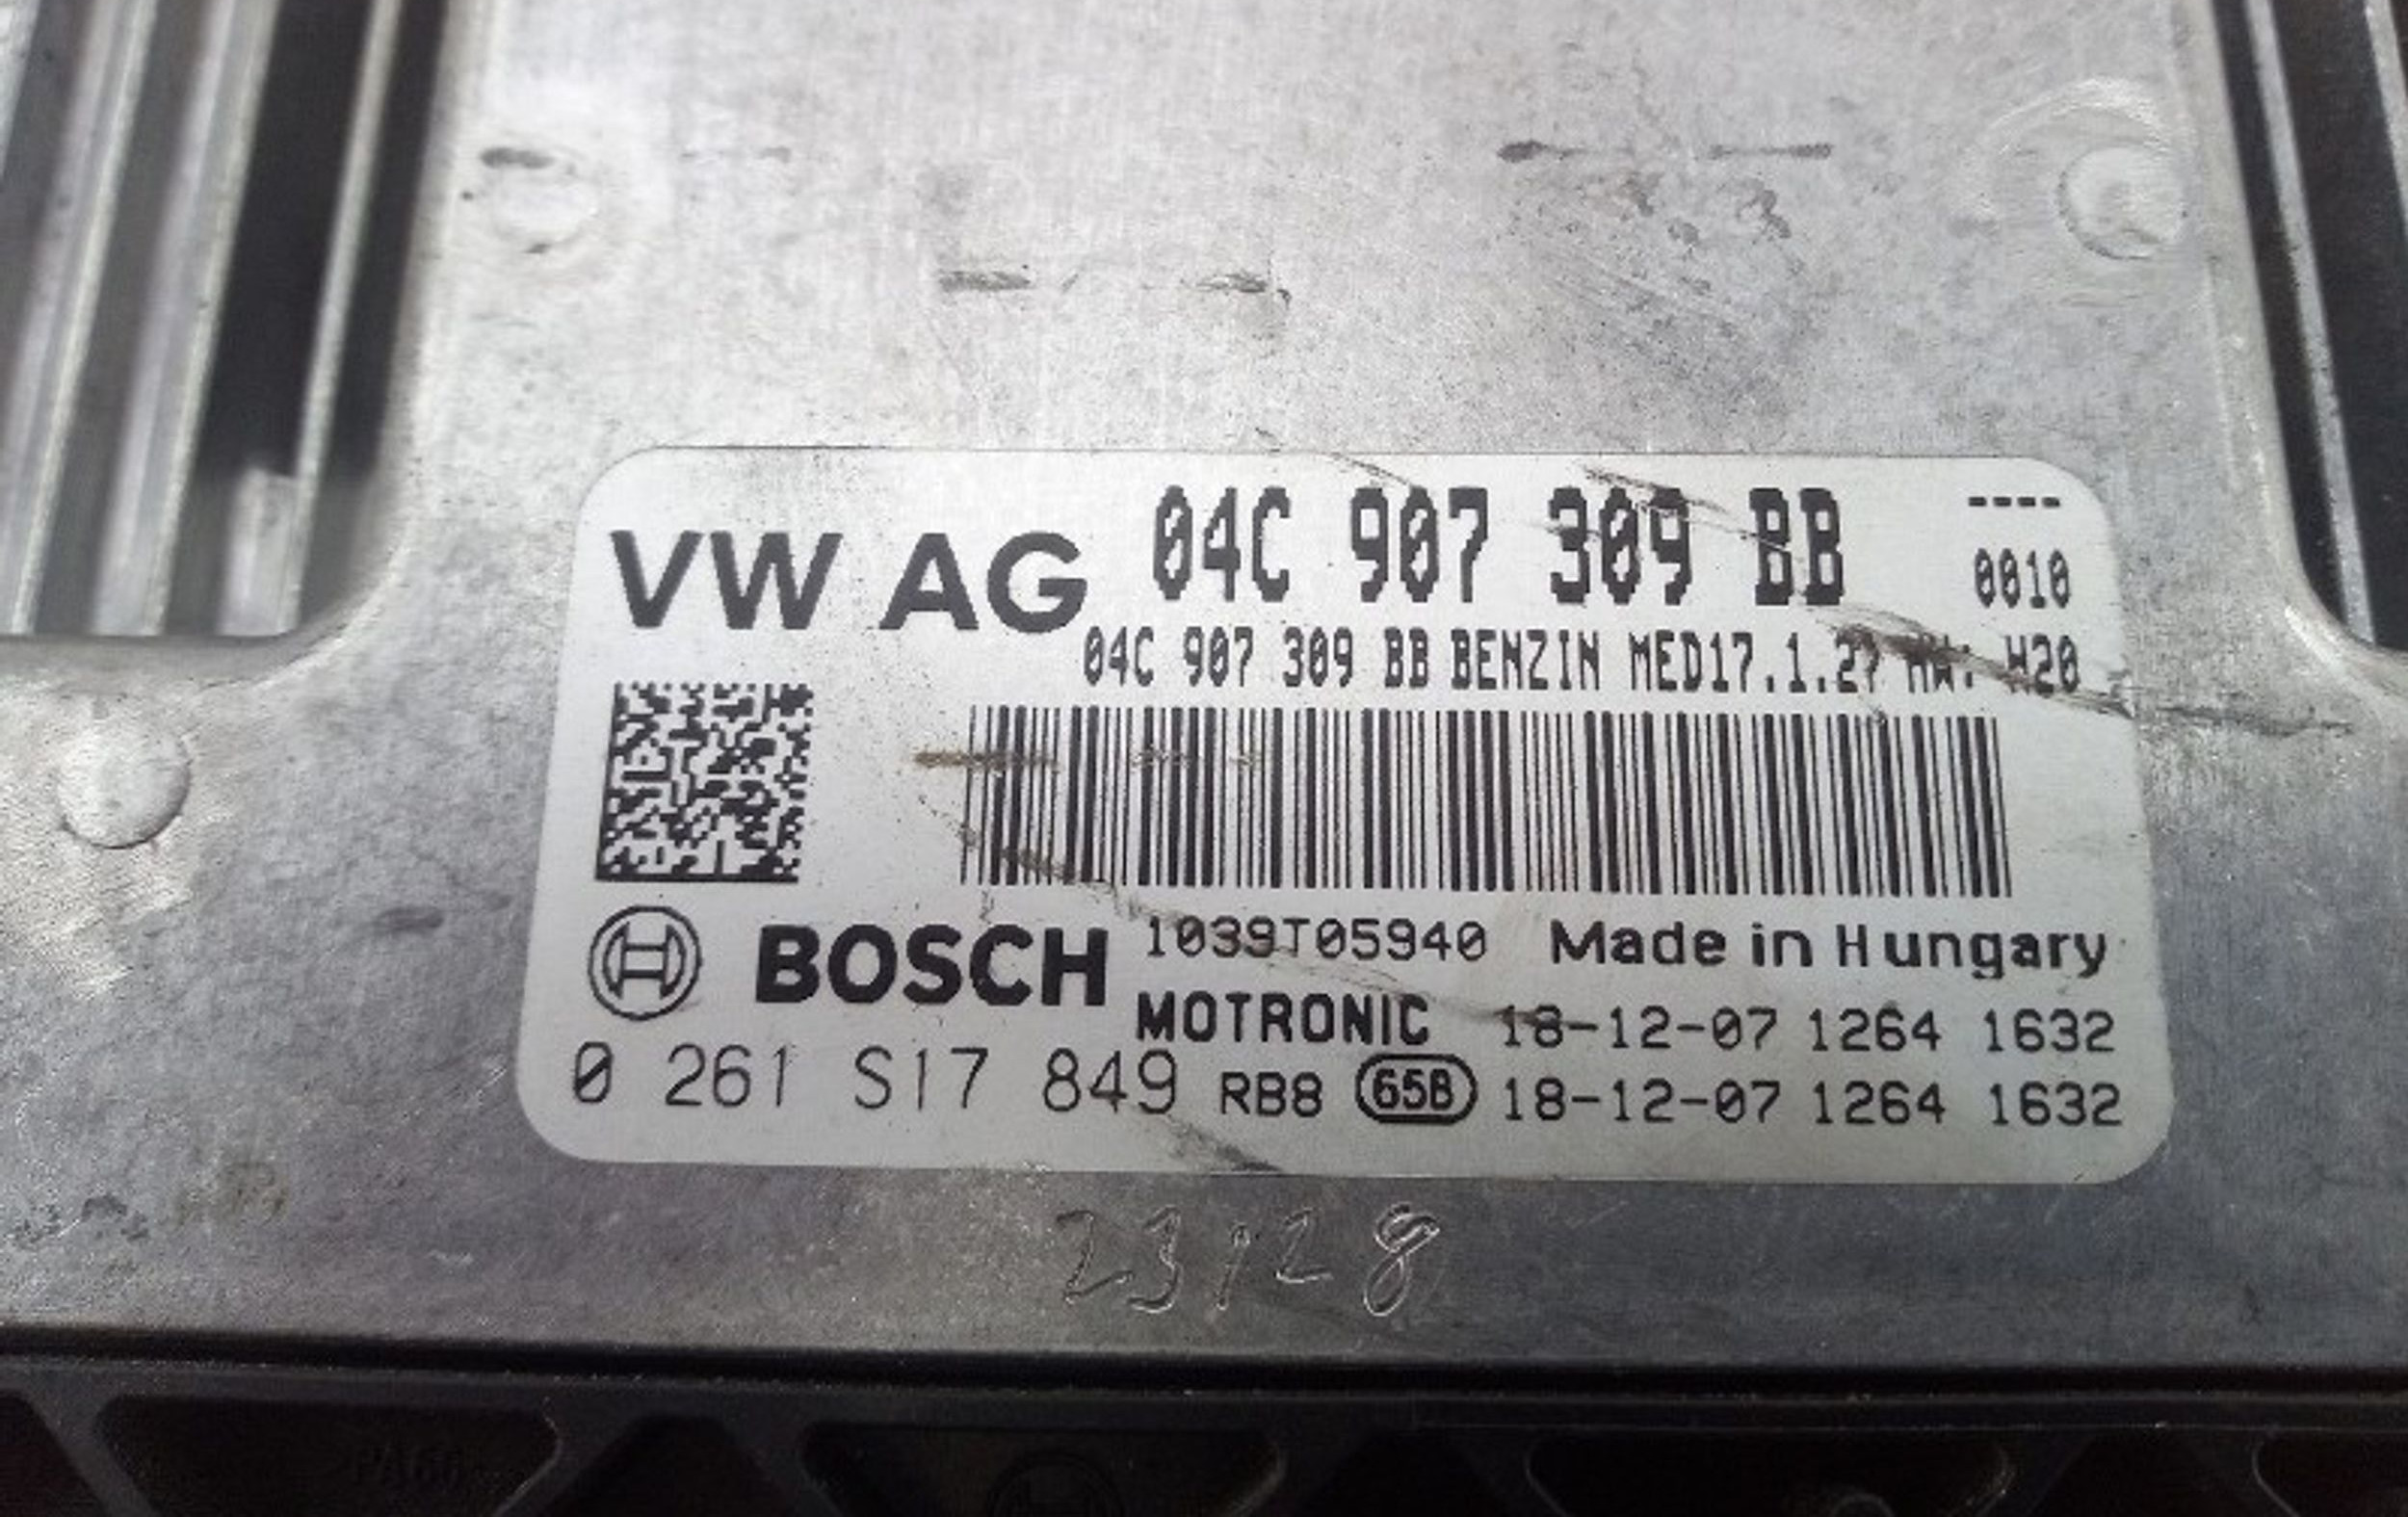 VW AG 04C 907 309 BB ----
0010
04C 907 309 BB BENZIN MED17.1.27 HW: H20
BOSCH 1039T05940 Made in Hungary
MOTRONIC 18-12-07 1264 1632
0 261 S17 849 RB8 65B 18-12-07 1264 1632
23128